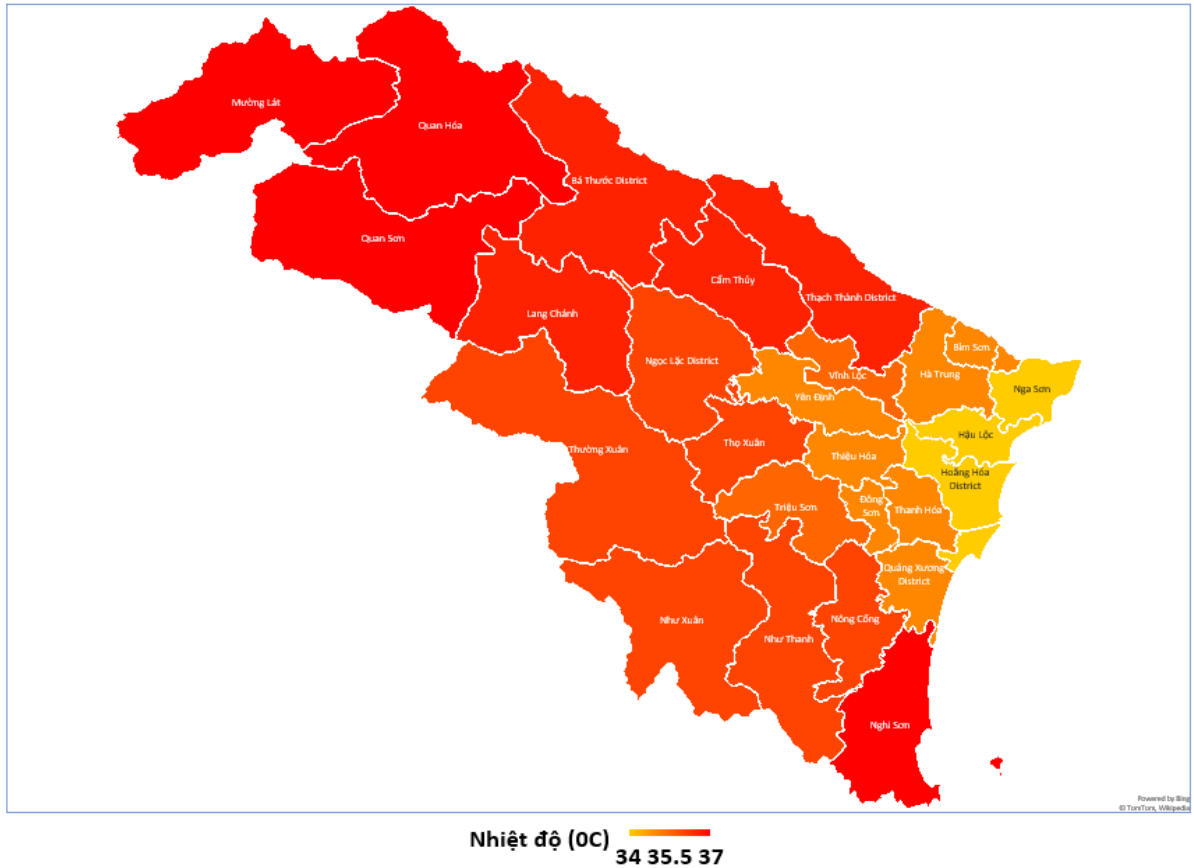 Mường Lát
Quan Hóa
Bá Thước District
Quan Sơn
Cẩm Thủy
Thạch Thành District
Lang Chánh
Ngọc Lặc District
Bỉm Sơn
Hà Trung
Vĩnh Lộc
Nga Sơn
Yên Định
Hậu Lộc
Thọ Xuân
Thường Xuân
Thiệu Hóa
Hoằng Hóa
District
Đông
Sơn
Triệu Sơn
Thanh Hóa
Quảng Xương
District
Như Xuân
Như Thanh
Nông Cống
Nghi Sơn
Powered by Bing
© TomTom, Wikipedia
Nhiệt độ (0C)
34 35.5 37